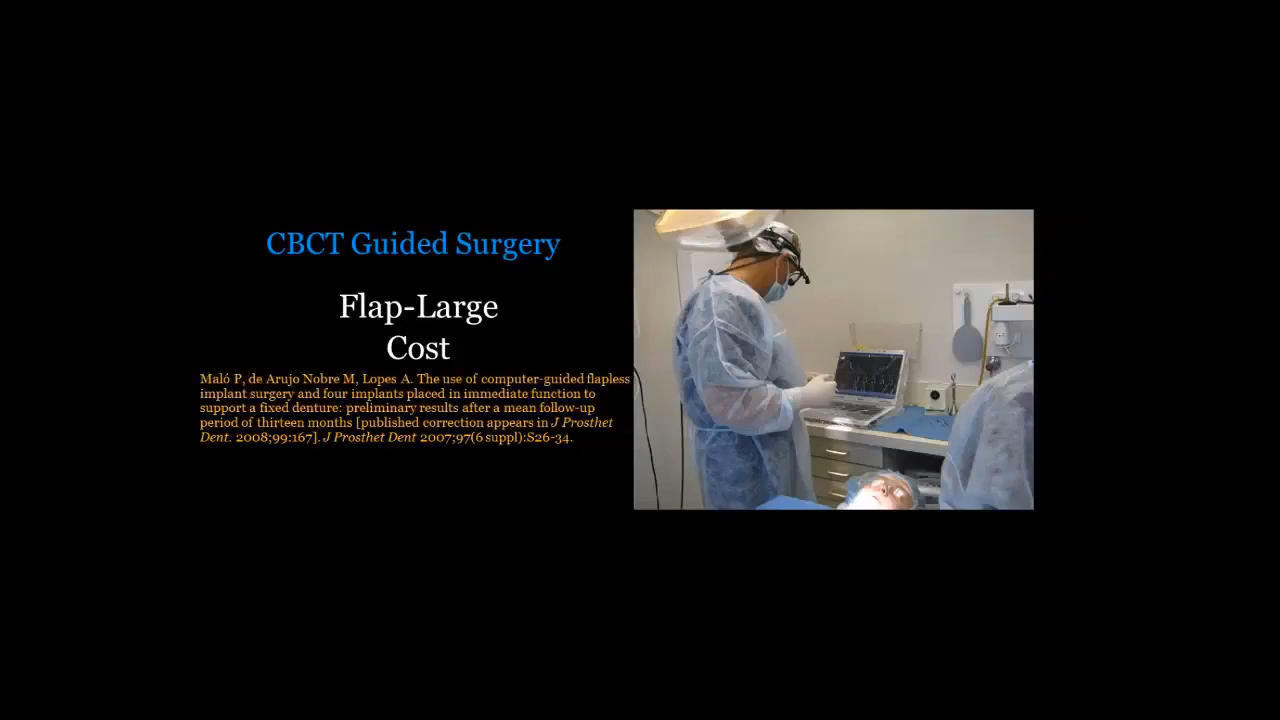 CBCT Guided Surgery
Flap-Large
Cost
Maló P, de Arujo Nobre M, Lopes A. The use of computer-guided flapless
implant surgery and four implants placed in immediate function to
support a fixed denture: preliminary results after a mean follow-up
period of thirteen months [published correction appears in J Prosthet
Dent. 2008;99:167]. J Prosthet Dent 2007;97(6 suppl):S26-34.